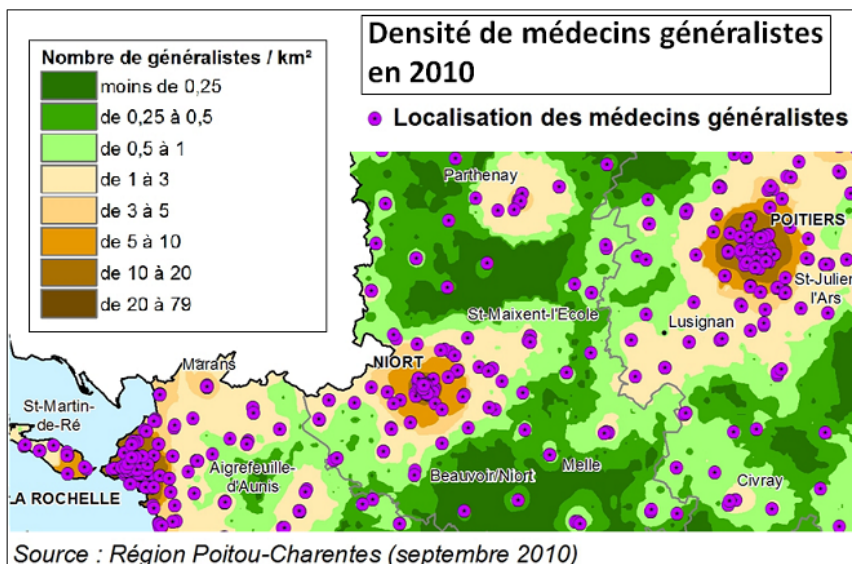 Densité de médecins généralistes
en 2010
Localisation des médecins généralistes
Nombre de généralistes / km²
moins de 0,25
de 0,25 à 0,5
de 0,5 à 1
de 1 à 3
de 3 à 5
de 5 à 10
de 10 à 20
de 20 à 79
Parthenay
POITIERS
St-Julien
l'Ars
St-Maixent-l'Ecole
Lusignan
NIORT
Marans
St-Martin-
de-Ré
LA ROCHELLE
Aigrefeuille-
d'Aunis
Beauvoir/Niort
Melle
Civray
Source : Région Poitou-Charentes (septembre 2010)